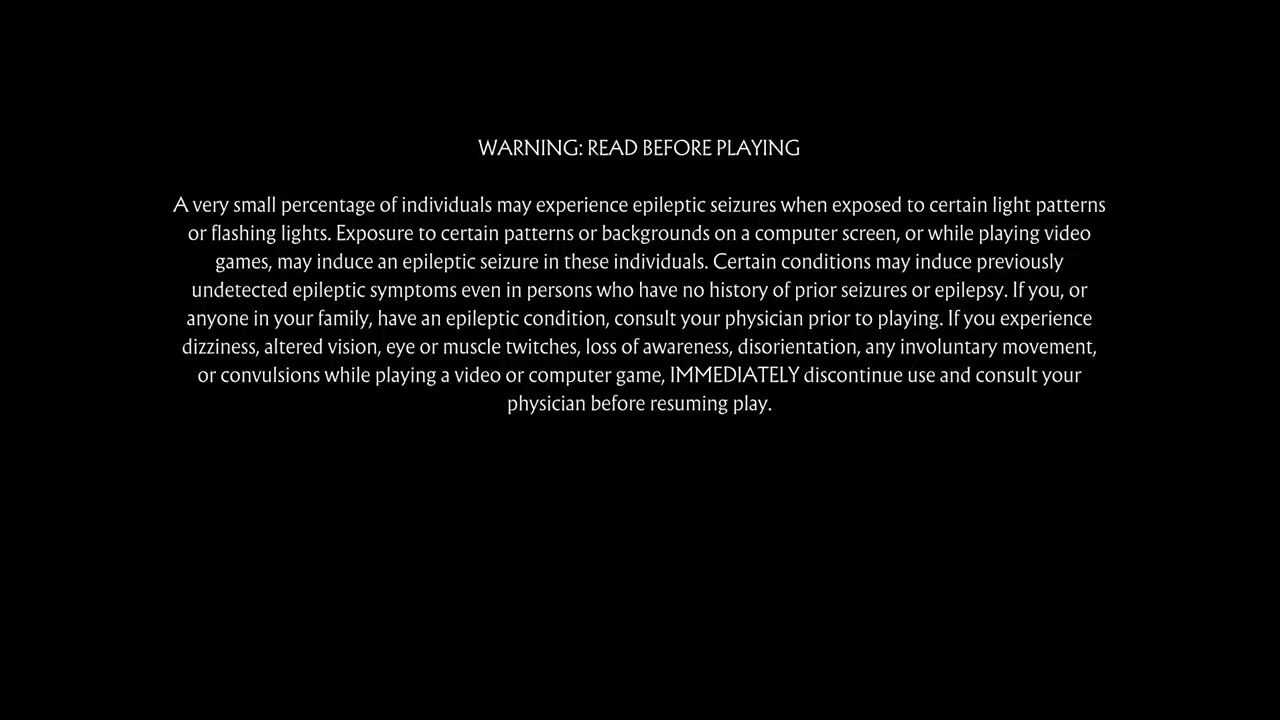 WARNING: READ BEFORE PLAYING
A very small percentage of individuals may experience epileptic seizures when exposed to certain light patterns
or flashing lights. Exposure to certain patterns or backgrounds on a computer screen, or while playing video
games, may induce an epileptic seizure in these individuals. Certain conditions may induce previously
undetected epileptic symptoms even in persons who have no history of prior seizures or epilepsy. If you, or
anyone in your family, have an epileptic condition, consult your physician prior to playing. If you experience
dizziness, altered vision, eye or muscle twitches, loss of awareness, disorientation, any involuntary movement,
or convulsions while playing a video or computer game, IMMEDIATELY discontinue use and consult your
physician before resuming play.